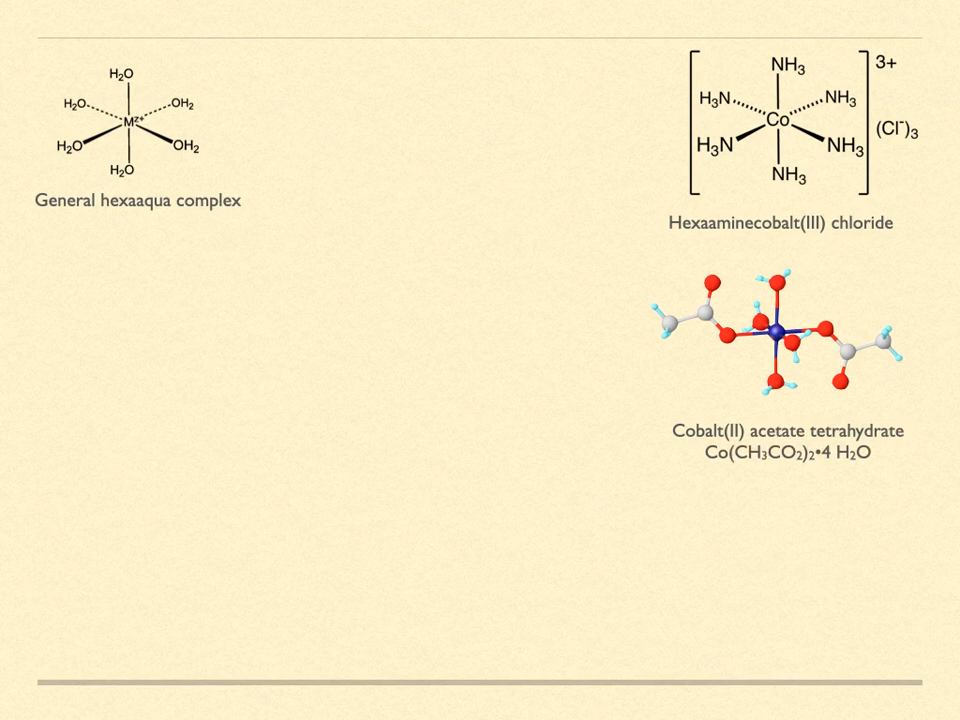 H₂O
H₂O OH₂
M²⁺
H₂O OH₂
H₂O
General hexaaqua complex
NH₃ 3+
H₃N NH₃
Co (Cl⁻)₃
H₃N NH₃
NH₃
Hexaaminecobalt(III) chloride
Cobalt(II) acetate tetrahydrate
Co(CH₃CO₂)₂•4 H₂O